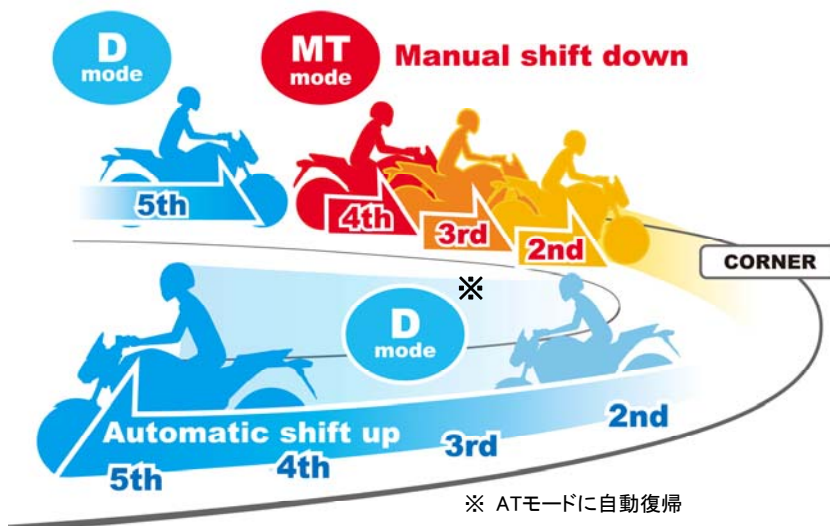 D
mode
MT
mode
Manual shift down
5th
4th
3rd
2nd
CORNER
※
D
mode
Automatic shift up
2nd
3rd
4th
5th
※ ATモードに自動復帰